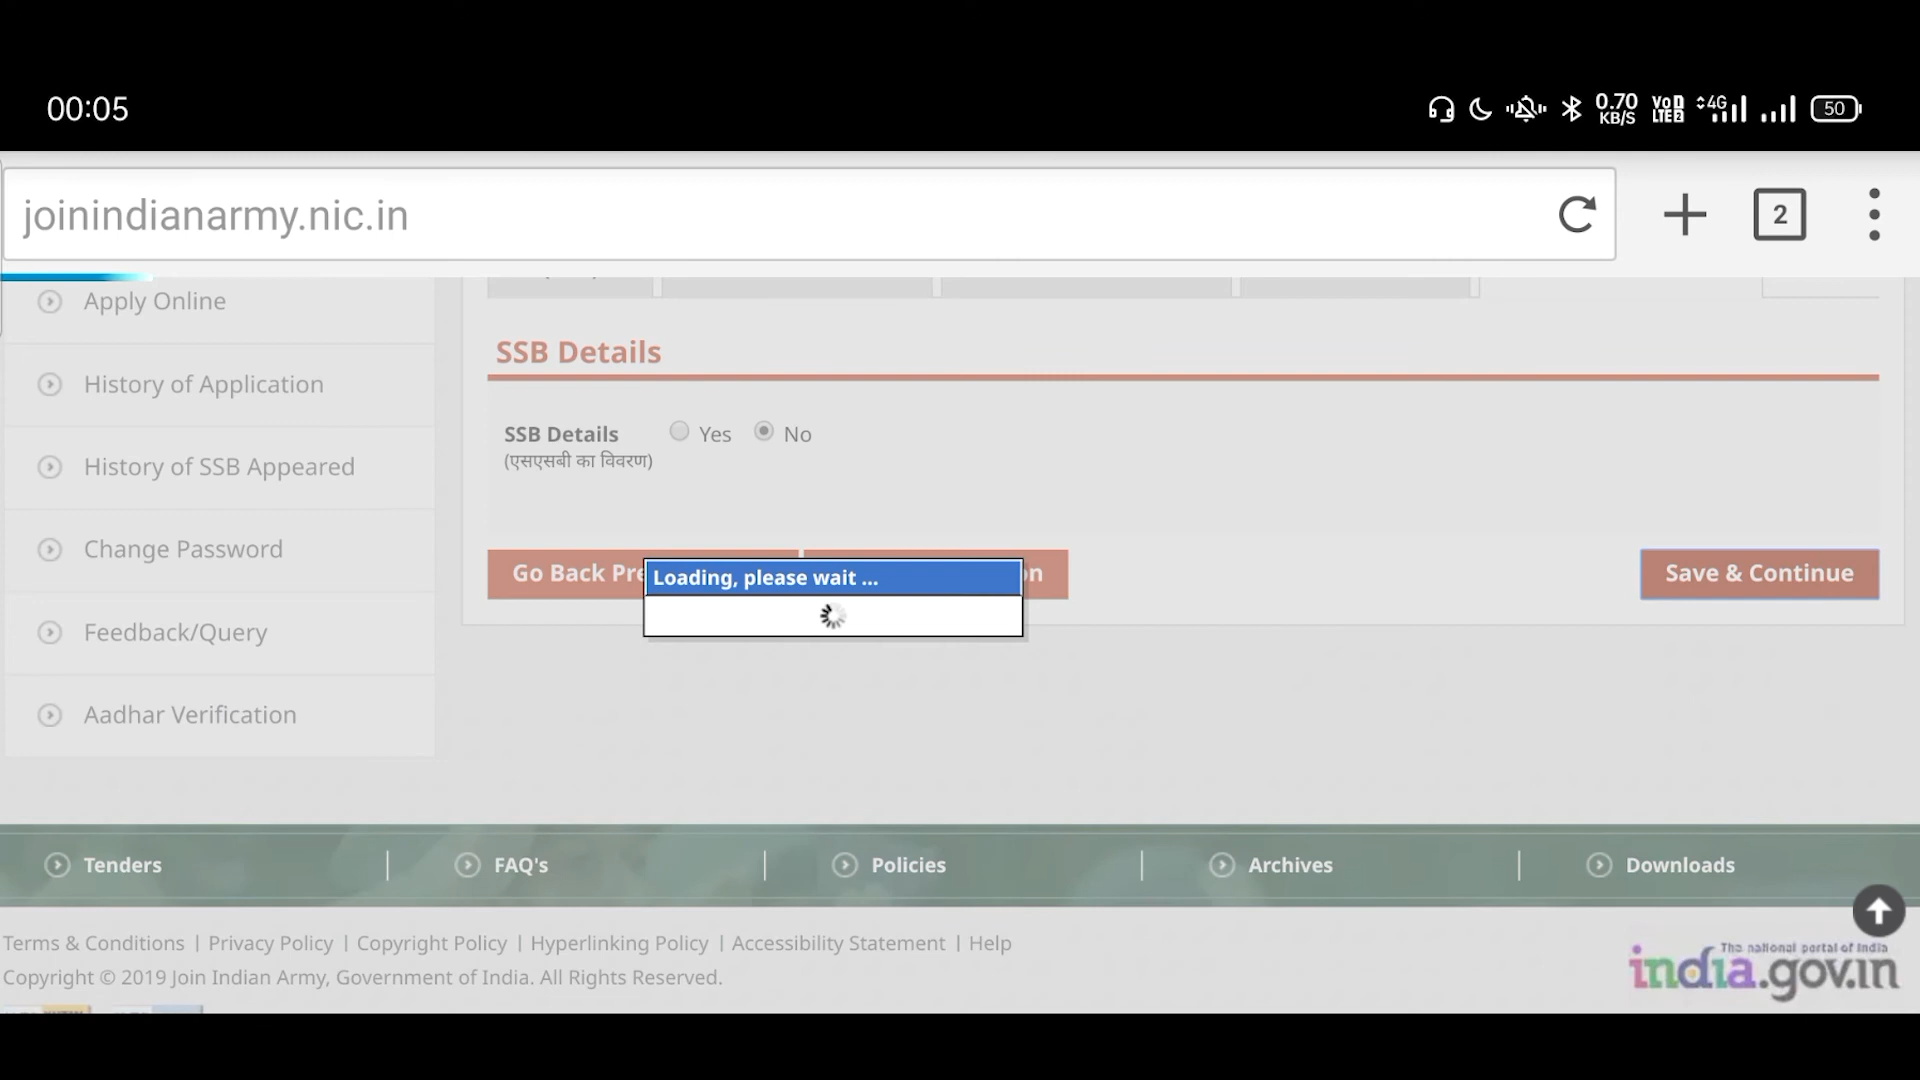 00:05
0.70
KB/S
VoD
LTE2
4G
50
joinindianarmy.nic.in
2
Apply Online
History of Application
History of SSB Appeared
Change Password
Feedback/Query
Aadhar Verification
SSB Details
SSB Details
Yes
No
(एसएसबी का विवरण)
Go Back Pre
on
Save & Continue
Loading, please wait ...
Tenders
FAQ's
Policies
Archives
Downloads
Terms & Conditions | Privacy Policy | Copyright Policy | Hyperlinking Policy | Accessibility Statement | Help
Copyright © 2019 Join Indian Army, Government of India. All Rights Reserved.
The national portal of India
india.gov.in